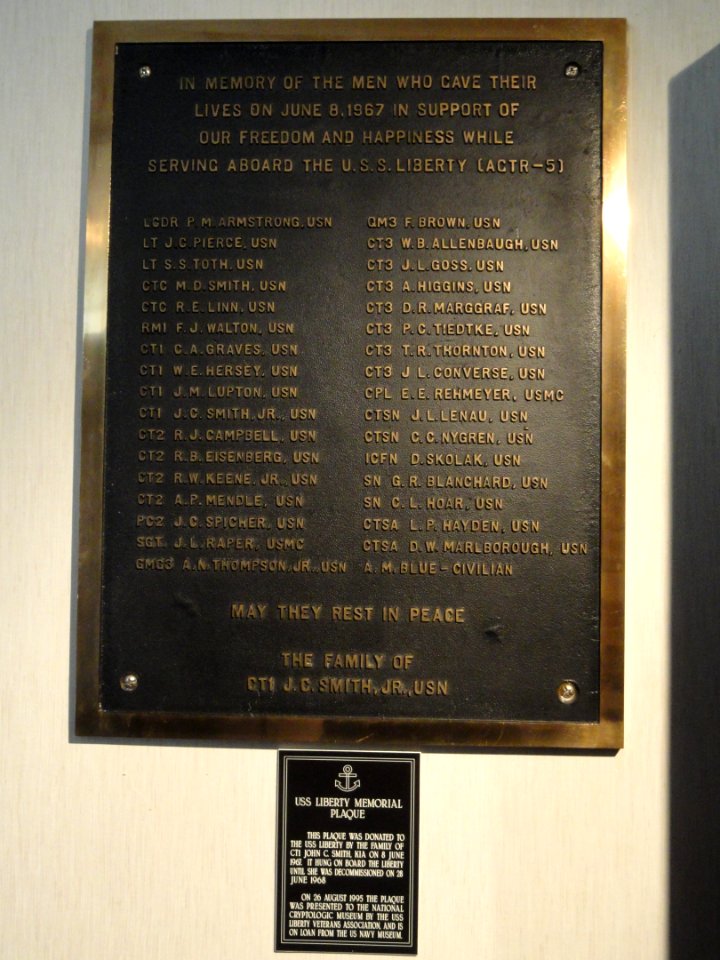 IN MEMORY OF THE MEN WHO GAVE THEIR
LIVES ON JUNE 8, 1967 IN SUPPORT OF
OUR FREEDOM AND HAPPINESS WHILE
SERVING ABOARD THE U.S.S. LIBERTY (AGTR-5)
LCDR P.M. ARMSTRONG, USN
LT J.C. PIERCE, USN
LT S.S. TOTH, USN
CTC M.D. SMITH, USN
CTC R.E. LINN, USN
RM1 F.J. WALTON, USN
CT1 C.A. GRAVES, USN
CT1 W.E. HERSEY, USN
CT1 J.M. LUPTON, USN
CT1 J.C. SMITH, JR., USN
CT2 R.J. CAMPBELL, USN
CT2 R.B. EISENBERG, USN
CT2 R.W. KEENE, JR., USN
CT2 A.P. MENDLE, USN
PC2 J.C. SPICHER, USN
SGT. J.L. RAPER, USMC
GMG3 A.N. THOMPSON, JR., USN
QM3 F. BROWN, USN
CT3 W.B. ALLENBAUGH, USN
CT3 J.L. GOSS, USN
CT3 A. HIGGINS, USN
CT3 D.R. MARGGRAF, USN
CT3 P.C. TIEDTKE, USN
CT3 T.R. THORNTON, USN
CT3 J.L. CONVERSE, USN
CPL E.E. REHMEYER, USMC
CTSN J.L. LENAU, USN
CTSN C.C. NYGREN, USN
ICFN D. SKOLAK, USN
SN G.R. BLANCHARD, USN
SN C.L. HOAR, USN
CTSA L.P. HAYDEN, USN
CTSA D.W. MARLBOROUGH, USN
A.M. BLUE - CIVILIAN
MAY THEY REST IN PEACE
THE FAMILY OF
CT1 J.C. SMITH, JR., USN
USS LIBERTY MEMORIAL
PLAQUE
THIS PLAQUE WAS DONATED TO
THE USS LIBERTY BY THE FAMILY OF
CT1 JOHN C. SMITH, KIA ON 8 JUNE
1967. IT HUNG ON BOARD THE LIBERTY
UNTIL SHE WAS DECOMMISSIONED ON 28
JUNE 1968
ON 26 AUGUST 1995 THE PLAQUE
WAS PRESENTED TO THE NATIONAL
CRYPTOLOGIC MUSEUM BY THE USS
LIBERTY VETERANS ASSOCIATION, AND IS
ON LOAN FROM THE US NAVY MUSEUM.